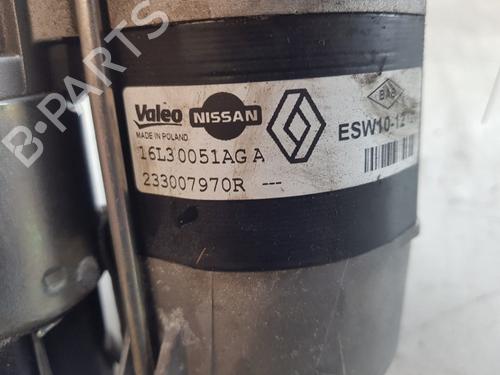 B-PARTS
Valeo NISSAN
MADE IN POLAND
16L30051AG A
233007970R ---
ESW10-12